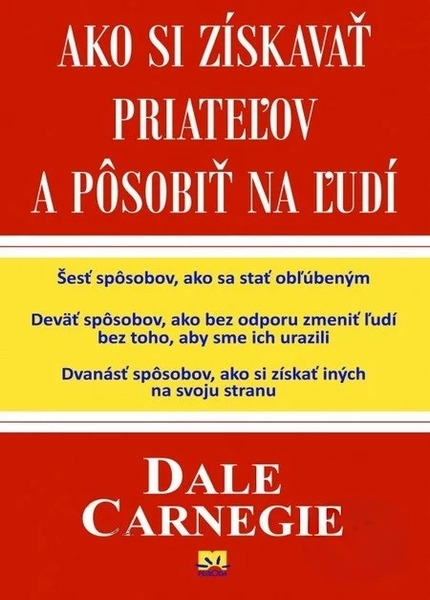 AKO SI ZÍSKAVAŤ
PRIATEĽOV
A PÔSOBIŤ NA ĽUDÍ
Šesť spôsobov, ako sa stať obľúbeným
Deväť spôsobov, ako bez odporu zmeniť ľudí
bez toho, aby sme ich urazili
Dvanásť spôsobov, ako si získať iných
na svoju stranu
DALE
CARNEGIE